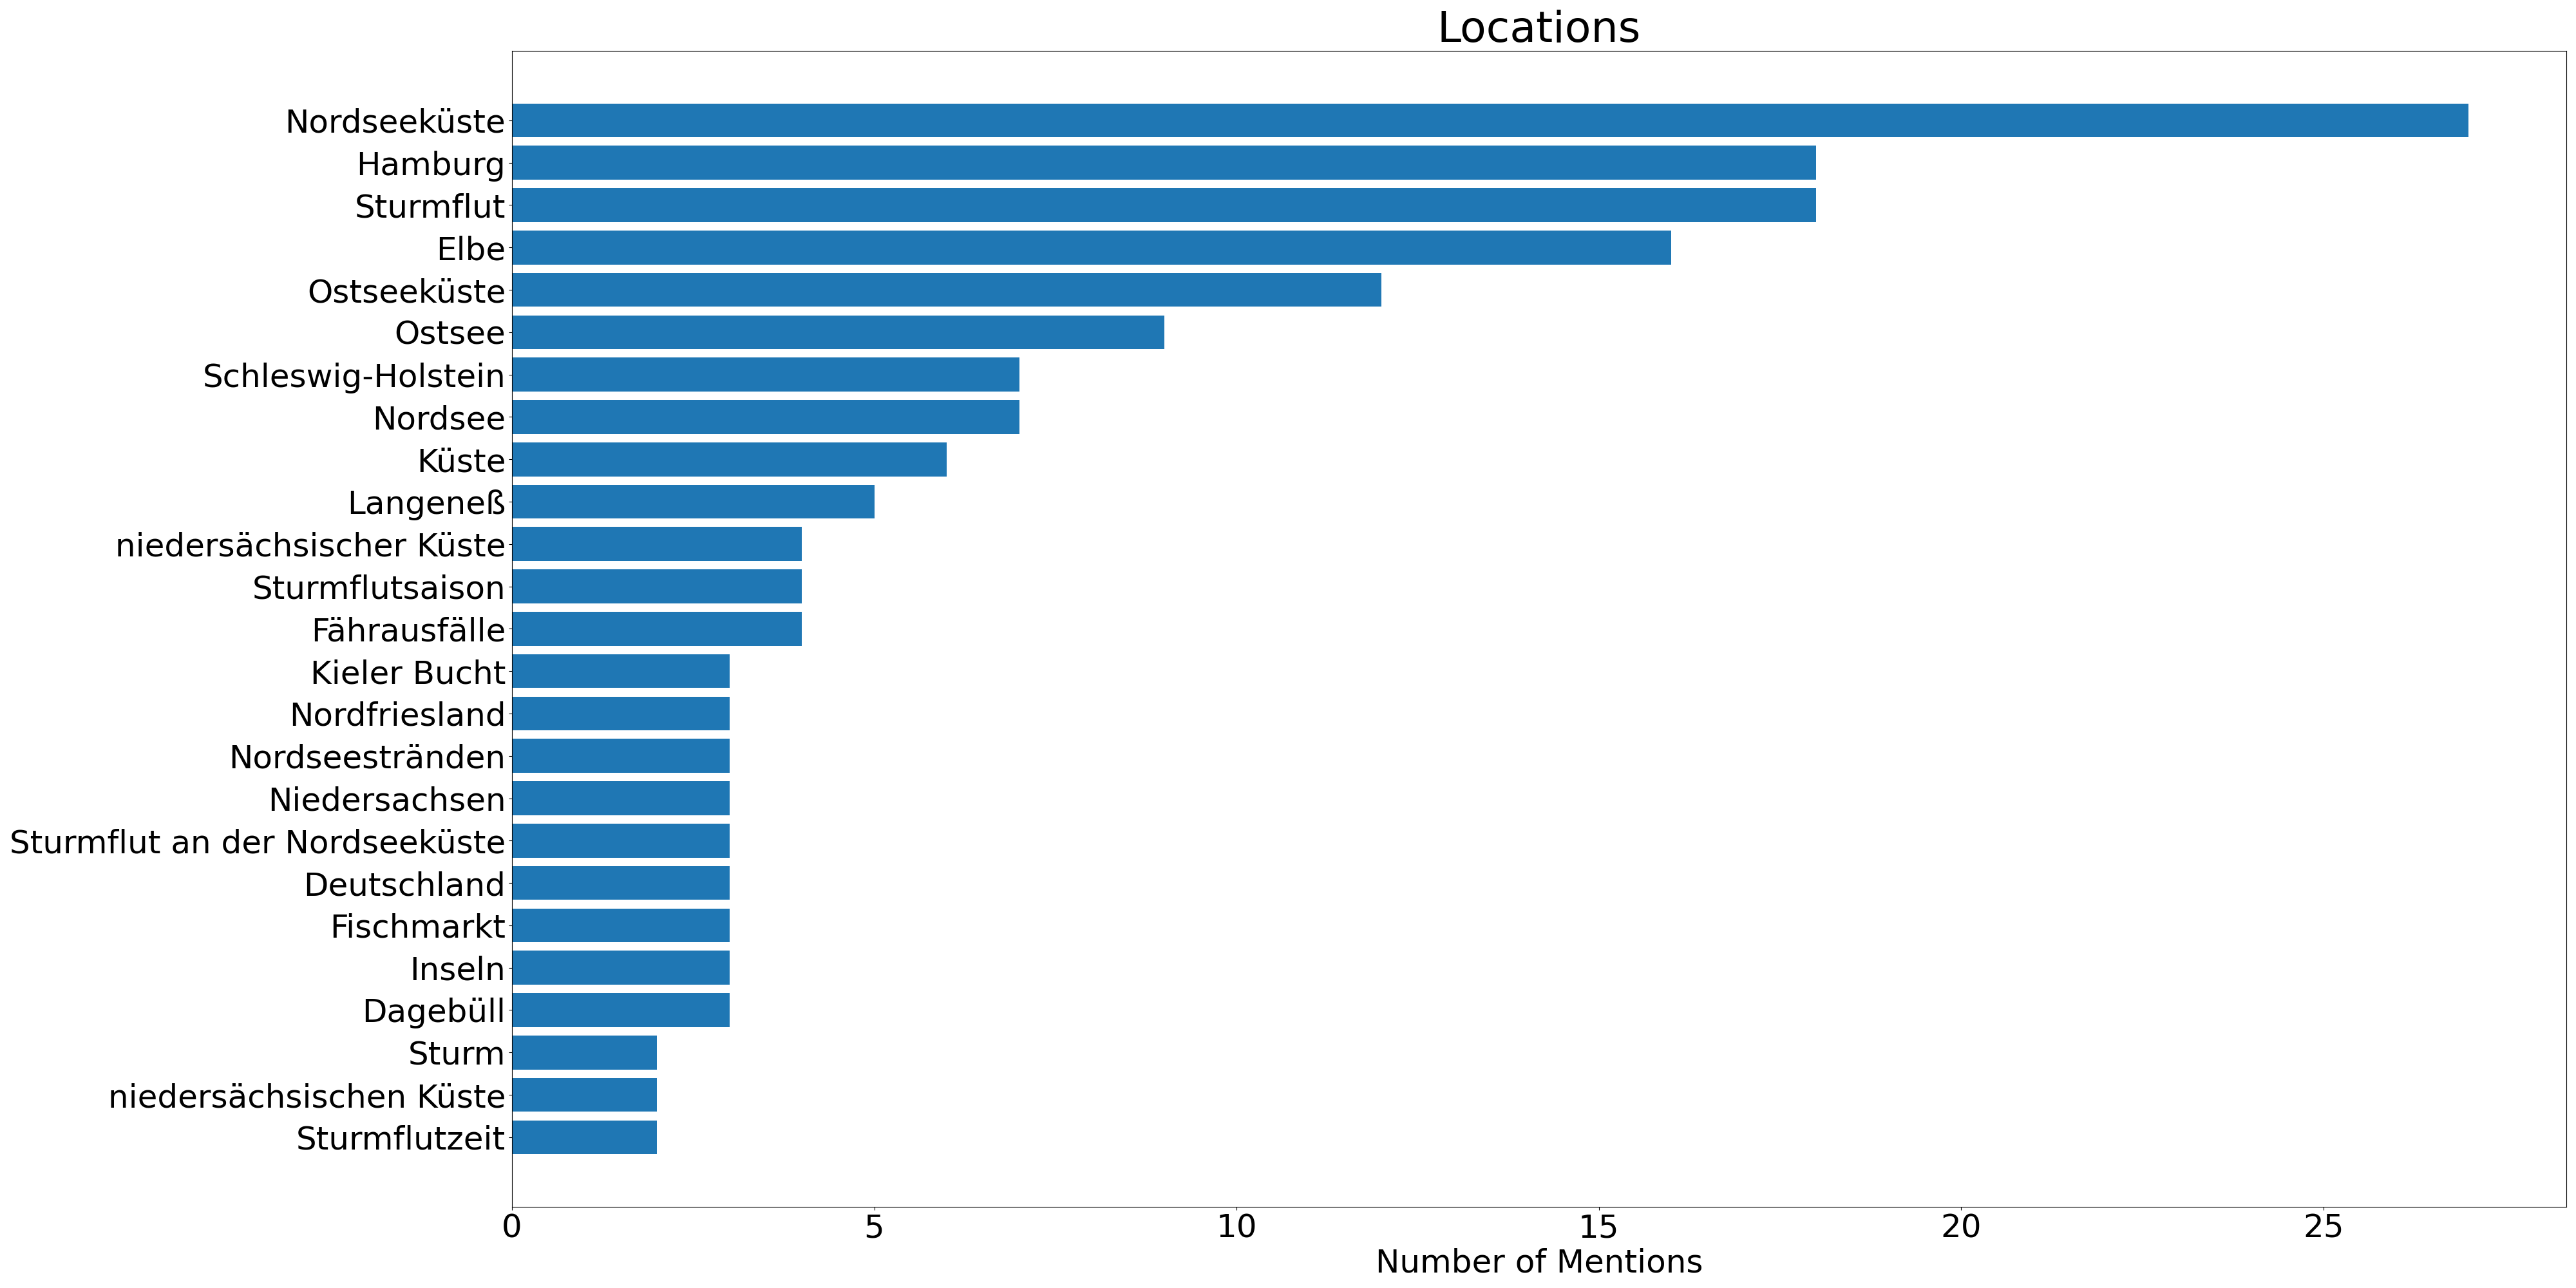 Locations
Nordseeküste
Hamburg
Sturmflut
Elbe
Ostseeküste
Ostsee
Schleswig-Holstein
Nordsee
Küste
Langeneß
niedersächsischer Küste
Sturmflutsaison
Fährausfälle
Kieler Bucht
Nordfriesland
Nordseestränden
Niedersachsen
Sturmflut an der Nordseeküste
Deutschland
Fischmarkt
Inseln
Dagebüll
Sturm
niedersächsischen Küste
Sturmflutzeit
0 5 10 15 20 25
Number of Mentions